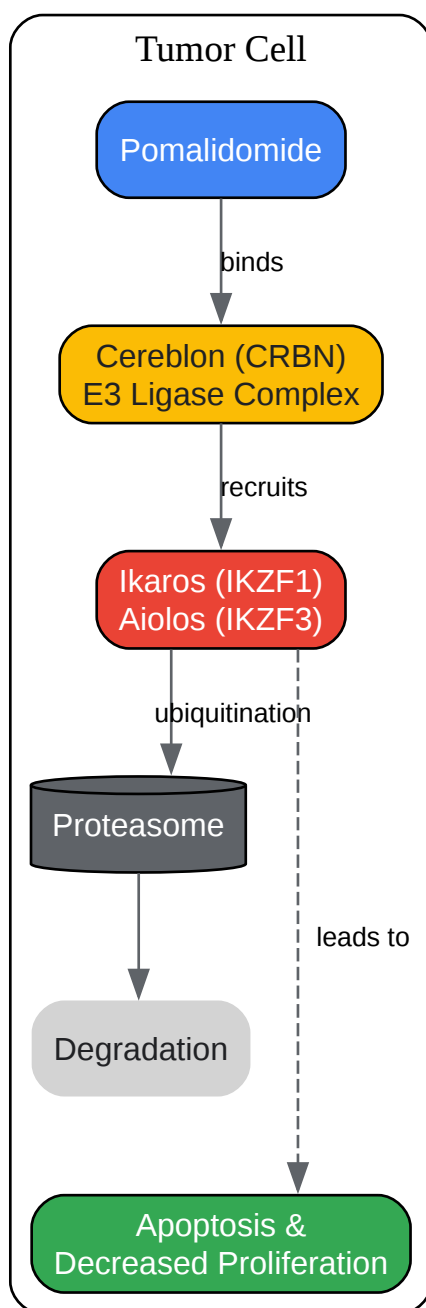 Tumor Cell
Pomalidomide
binds
Cereblon (CRBN)
E3 Ligase Complex
recruits
Ikaros (IKZF1)
Aiolos (IKZF3)
ubiquitination
Proteasome
leads to
Degradation
Apoptosis &
Decreased Proliferation